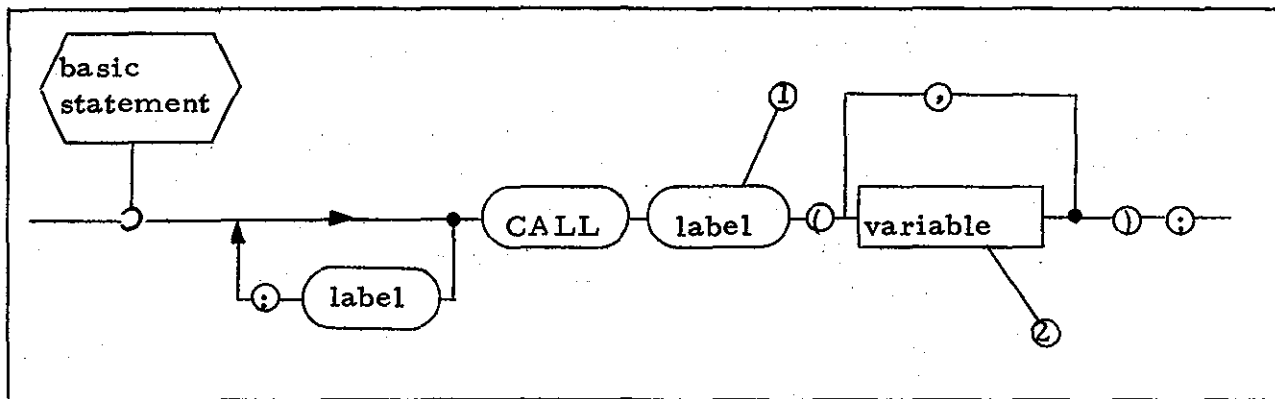 basic
statement
1
,
CALL
label
(
variable
)
;
:
label
2